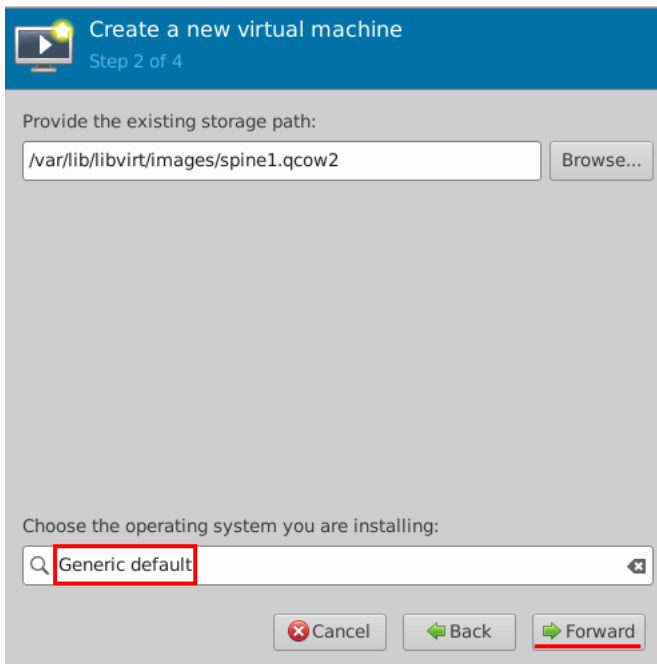 Create a new virtual machine
Step 2 of 4
Provide the existing storage path:
/var/lib/libvirt/images/spine1.qcow2 Browse...
Choose the operating system you are installing:
Generic default
Cancel Back Forward